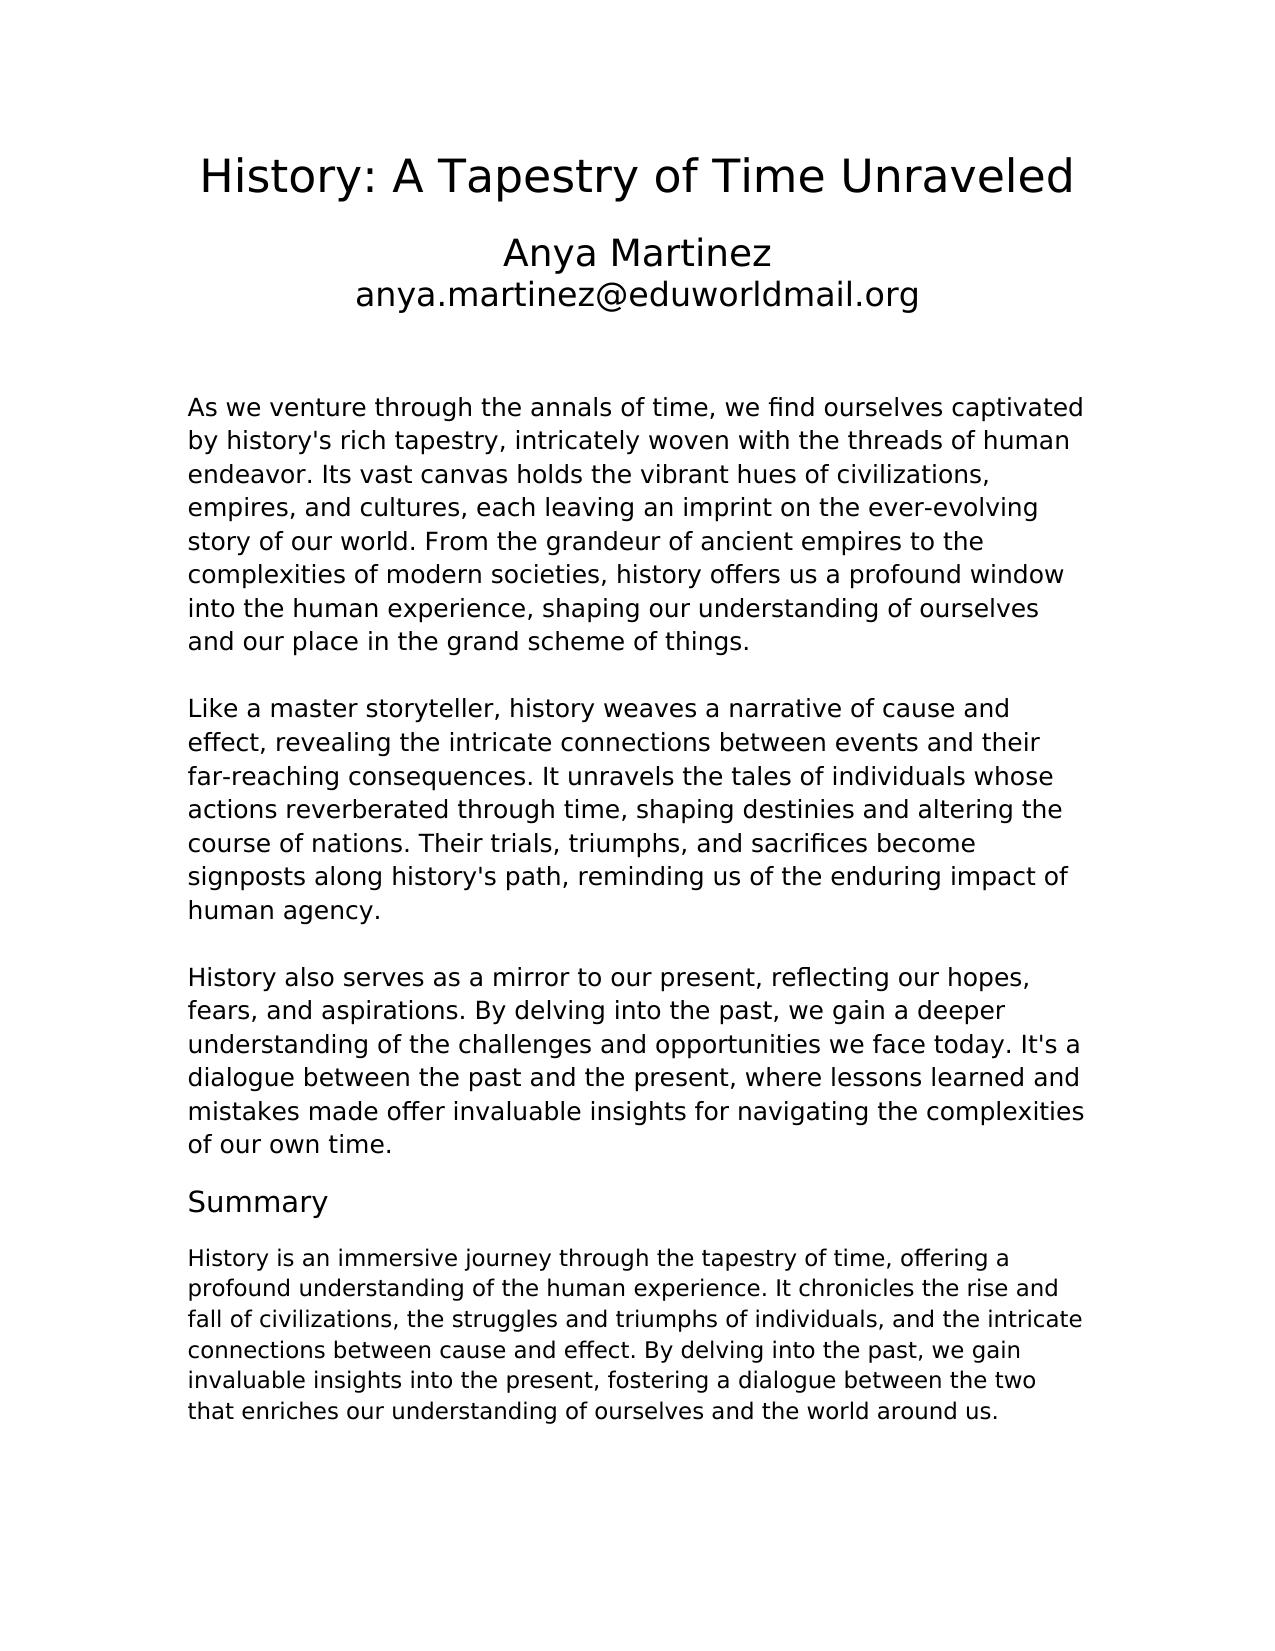 History: A Tapestry of Time Unraveled
Anya Martinez
anya.martinez@eduworldmail.org
As we venture through the annals of time, we find ourselves captivated
by history's rich tapestry, intricately woven with the threads of human
endeavor. Its vast canvas holds the vibrant hues of civilizations,
empires, and cultures, each leaving an imprint on the ever-evolving
story of our world. From the grandeur of ancient empires to the
complexities of modern societies, history offers us a profound window
into the human experience, shaping our understanding of ourselves
and our place in the grand scheme of things.
Like a master storyteller, history weaves a narrative of cause and
effect, revealing the intricate connections between events and their
far-reaching consequences. It unravels the tales of individuals whose
actions reverberated through time, shaping destinies and altering the
course of nations. Their trials, triumphs, and sacrifices become
signposts along history's path, reminding us of the enduring impact of
human agency.
History also serves as a mirror to our present, reflecting our hopes,
fears, and aspirations. By delving into the past, we gain a deeper
understanding of the challenges and opportunities we face today. It's a
dialogue between the past and the present, where lessons learned and
mistakes made offer invaluable insights for navigating the complexities
of our own time.
Summary
History is an immersive journey through the tapestry of time, offering a
profound understanding of the human experience. It chronicles the rise and
fall of civilizations, the struggles and triumphs of individuals, and the intricate
connections between cause and effect. By delving into the past, we gain
invaluable insights into the present, fostering a dialogue between the two
that enriches our understanding of ourselves and the world around us.